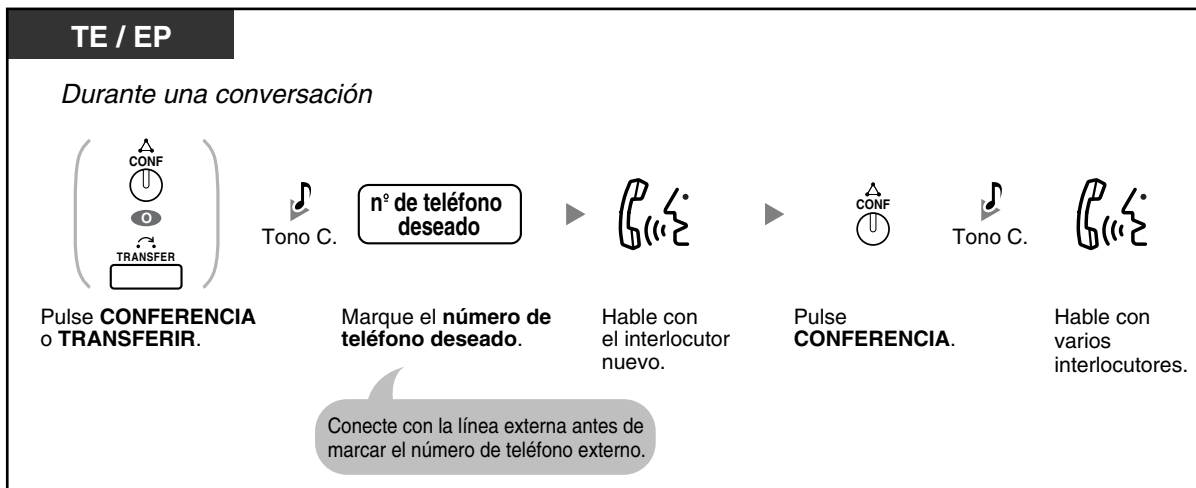 TE / EP
Durante una conversación
CONF
O
TRANSFER
Tono C.
nº de teléfono
deseado
CONF
Tono C.
Pulse CONFERENCIA
o TRANSFERIR.
Marque el número de
teléfono deseado.
Hable con
el interlocutor
nuevo.
Pulse
CONFERENCIA.
Hable con
varios
interlocutores.
Conecte con la línea externa antes de
marcar el número de teléfono externo.